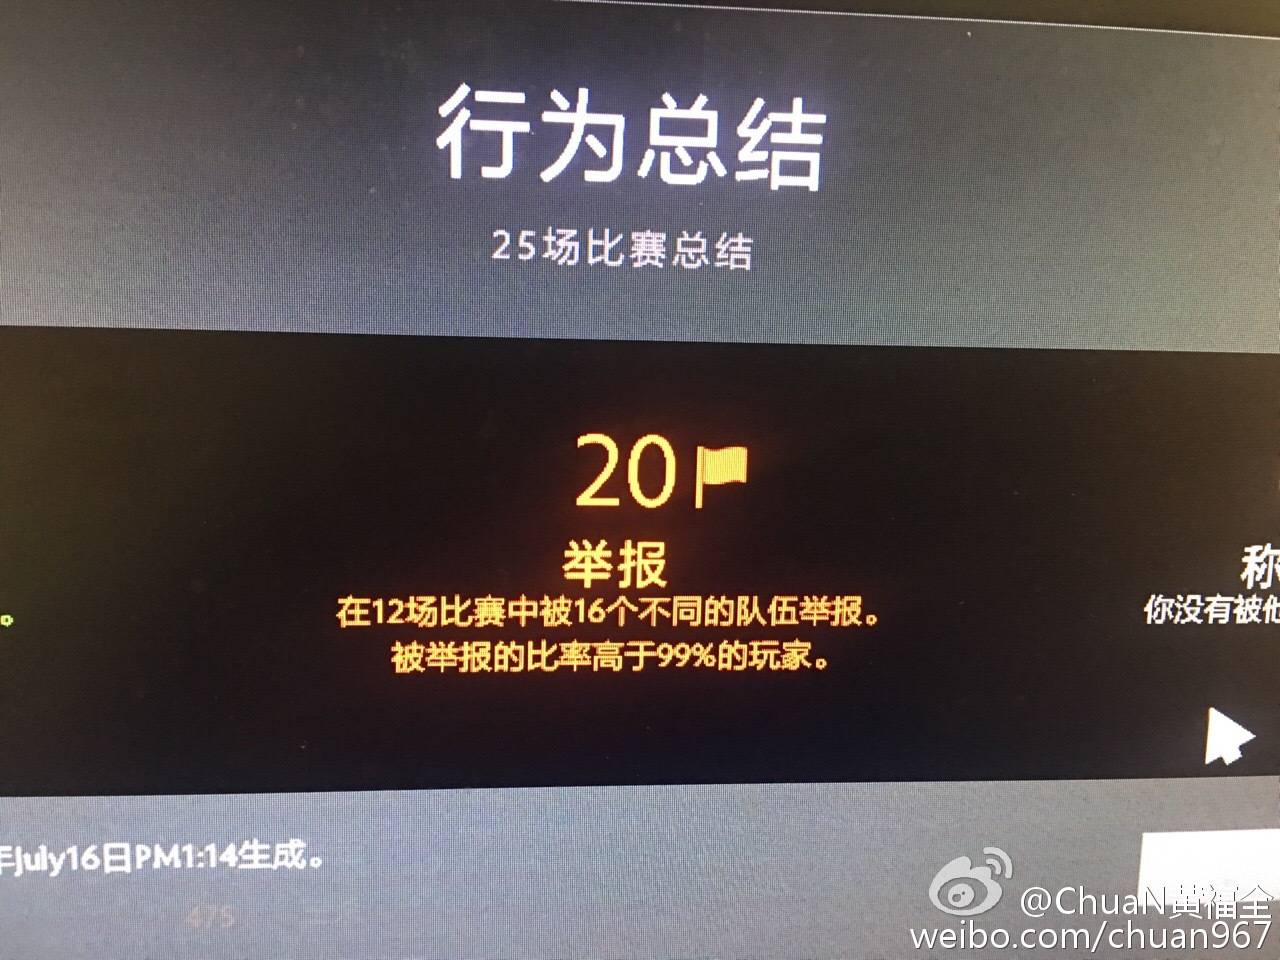 行为总结
25场比赛总结
20
举报
在12场比赛中被16个不同的队伍举报。
被举报的比率高于99%的玩家。
。
称
你没有被他
年July16日PM1:14生成。
475
@ChuaN黄福全
weibo.com/chuan967